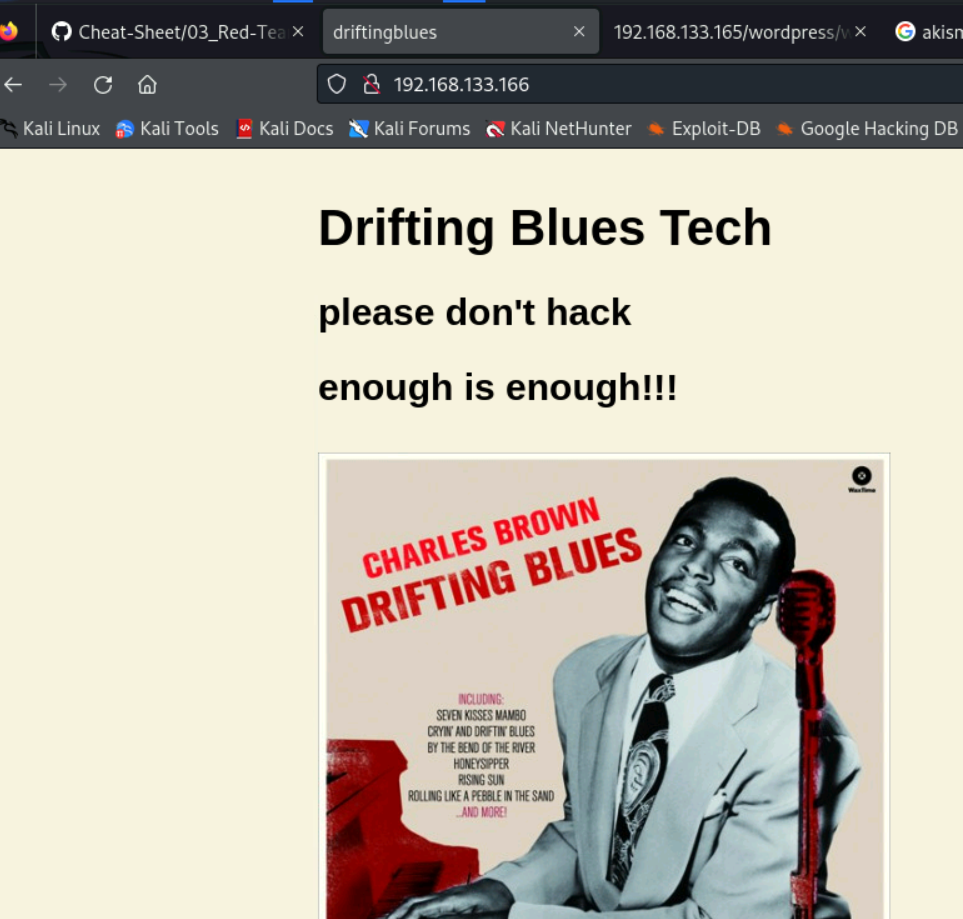 Cheat-Sheet/03_Red-Tea
driftingblues
192.168.133.165/wordpress/w
akism
192.168.133.166
Kali Linux
Kali Tools
Kali Docs
Kali Forums
Kali NetHunter
Exploit-DB
Google Hacking DB
Drifting Blues Tech
please don't hack
enough is enough!!!
WaxTime
CHARLES BROWN
DRIFTING BLUES
INCLUDING:
SEVEN KISSES MAMBO
CRYIN' AND DRIFTIN' BLUES
BY THE BEND OF THE RIVER
HONEYSIPPER
RISING SUN
ROLLING LIKE A PEBBLE IN THE SAND
...AND MORE!